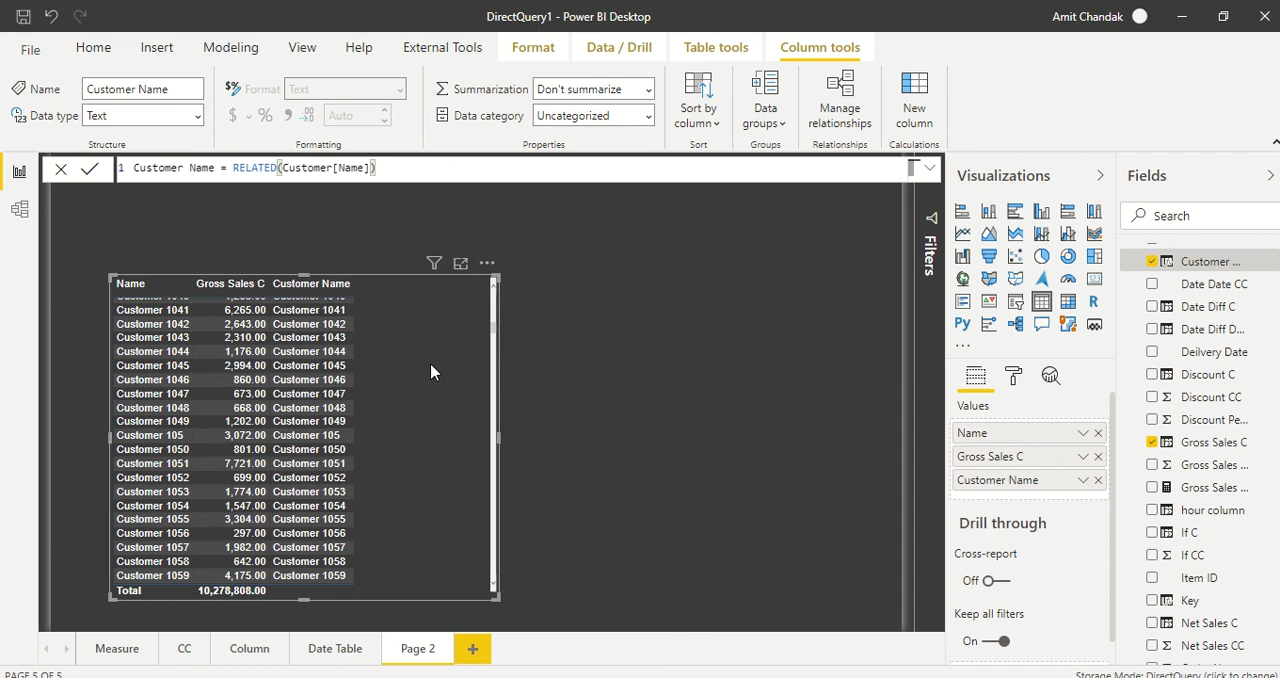 DirectQuery1 - Power BI Desktop
Amit Chandak
File
Home
Insert
Modeling
View
Help
External Tools
Format
Data / Drill
Table tools
Column tools
Name
Customer Name
Data type
Text
Structure
$% Format
Text
$
%
Auto
Formatting
Summarization
Don't summarize
Data category
Uncategorized
Properties
Sort by
column
Sort
Data
groups
Groups
Manage
relationships
Relationships
New
column
Calculations
1 Customer Name = RELATED(Customer[Name])
Name Gross Sales C Customer Name
Customer 1041 6,265.00 Customer 1041
Customer 1042 2,643.00 Customer 1042
Customer 1043 2,310.00 Customer 1043
Customer 1044 1,176.00 Customer 1044
Customer 1045 2,994.00 Customer 1045
Customer 1046 860.00 Customer 1046
Customer 1047 673.00 Customer 1047
Customer 1048 668.00 Customer 1048
Customer 1049 1,202.00 Customer 1049
Customer 105 3,072.00 Customer 105
Customer 1050 801.00 Customer 1050
Customer 1051 7,721.00 Customer 1051
Customer 1052 699.00 Customer 1052
Customer 1053 1,774.00 Customer 1053
Customer 1054 1,547.00 Customer 1054
Customer 1055 3,304.00 Customer 1055
Customer 1056 297.00 Customer 1056
Customer 1057 1,982.00 Customer 1057
Customer 1058 642.00 Customer 1058
Customer 1059 4,175.00 Customer 1059
Total 10,278,808.00
Filters
Visualizations
R
Py
Values
Name
Gross Sales C
Customer Name
Drill through
Cross-report
Off
Keep all filters
On
Fields
Search
Customer ...
Date Date CC
Date Diff C
Date Diff D...
Deilvery Date
Discount C
Discount CC
Discount Pe...
Gross Sales C
Gross Sales ...
Gross Sales ...
hour column
If C
If CC
Item ID
Key
Net Sales C
Net Sales CC
Measure
CC
Column
Date Table
Page 2
PAGE 5 OF 5
Storage Mode: DirectQuery (click to change)